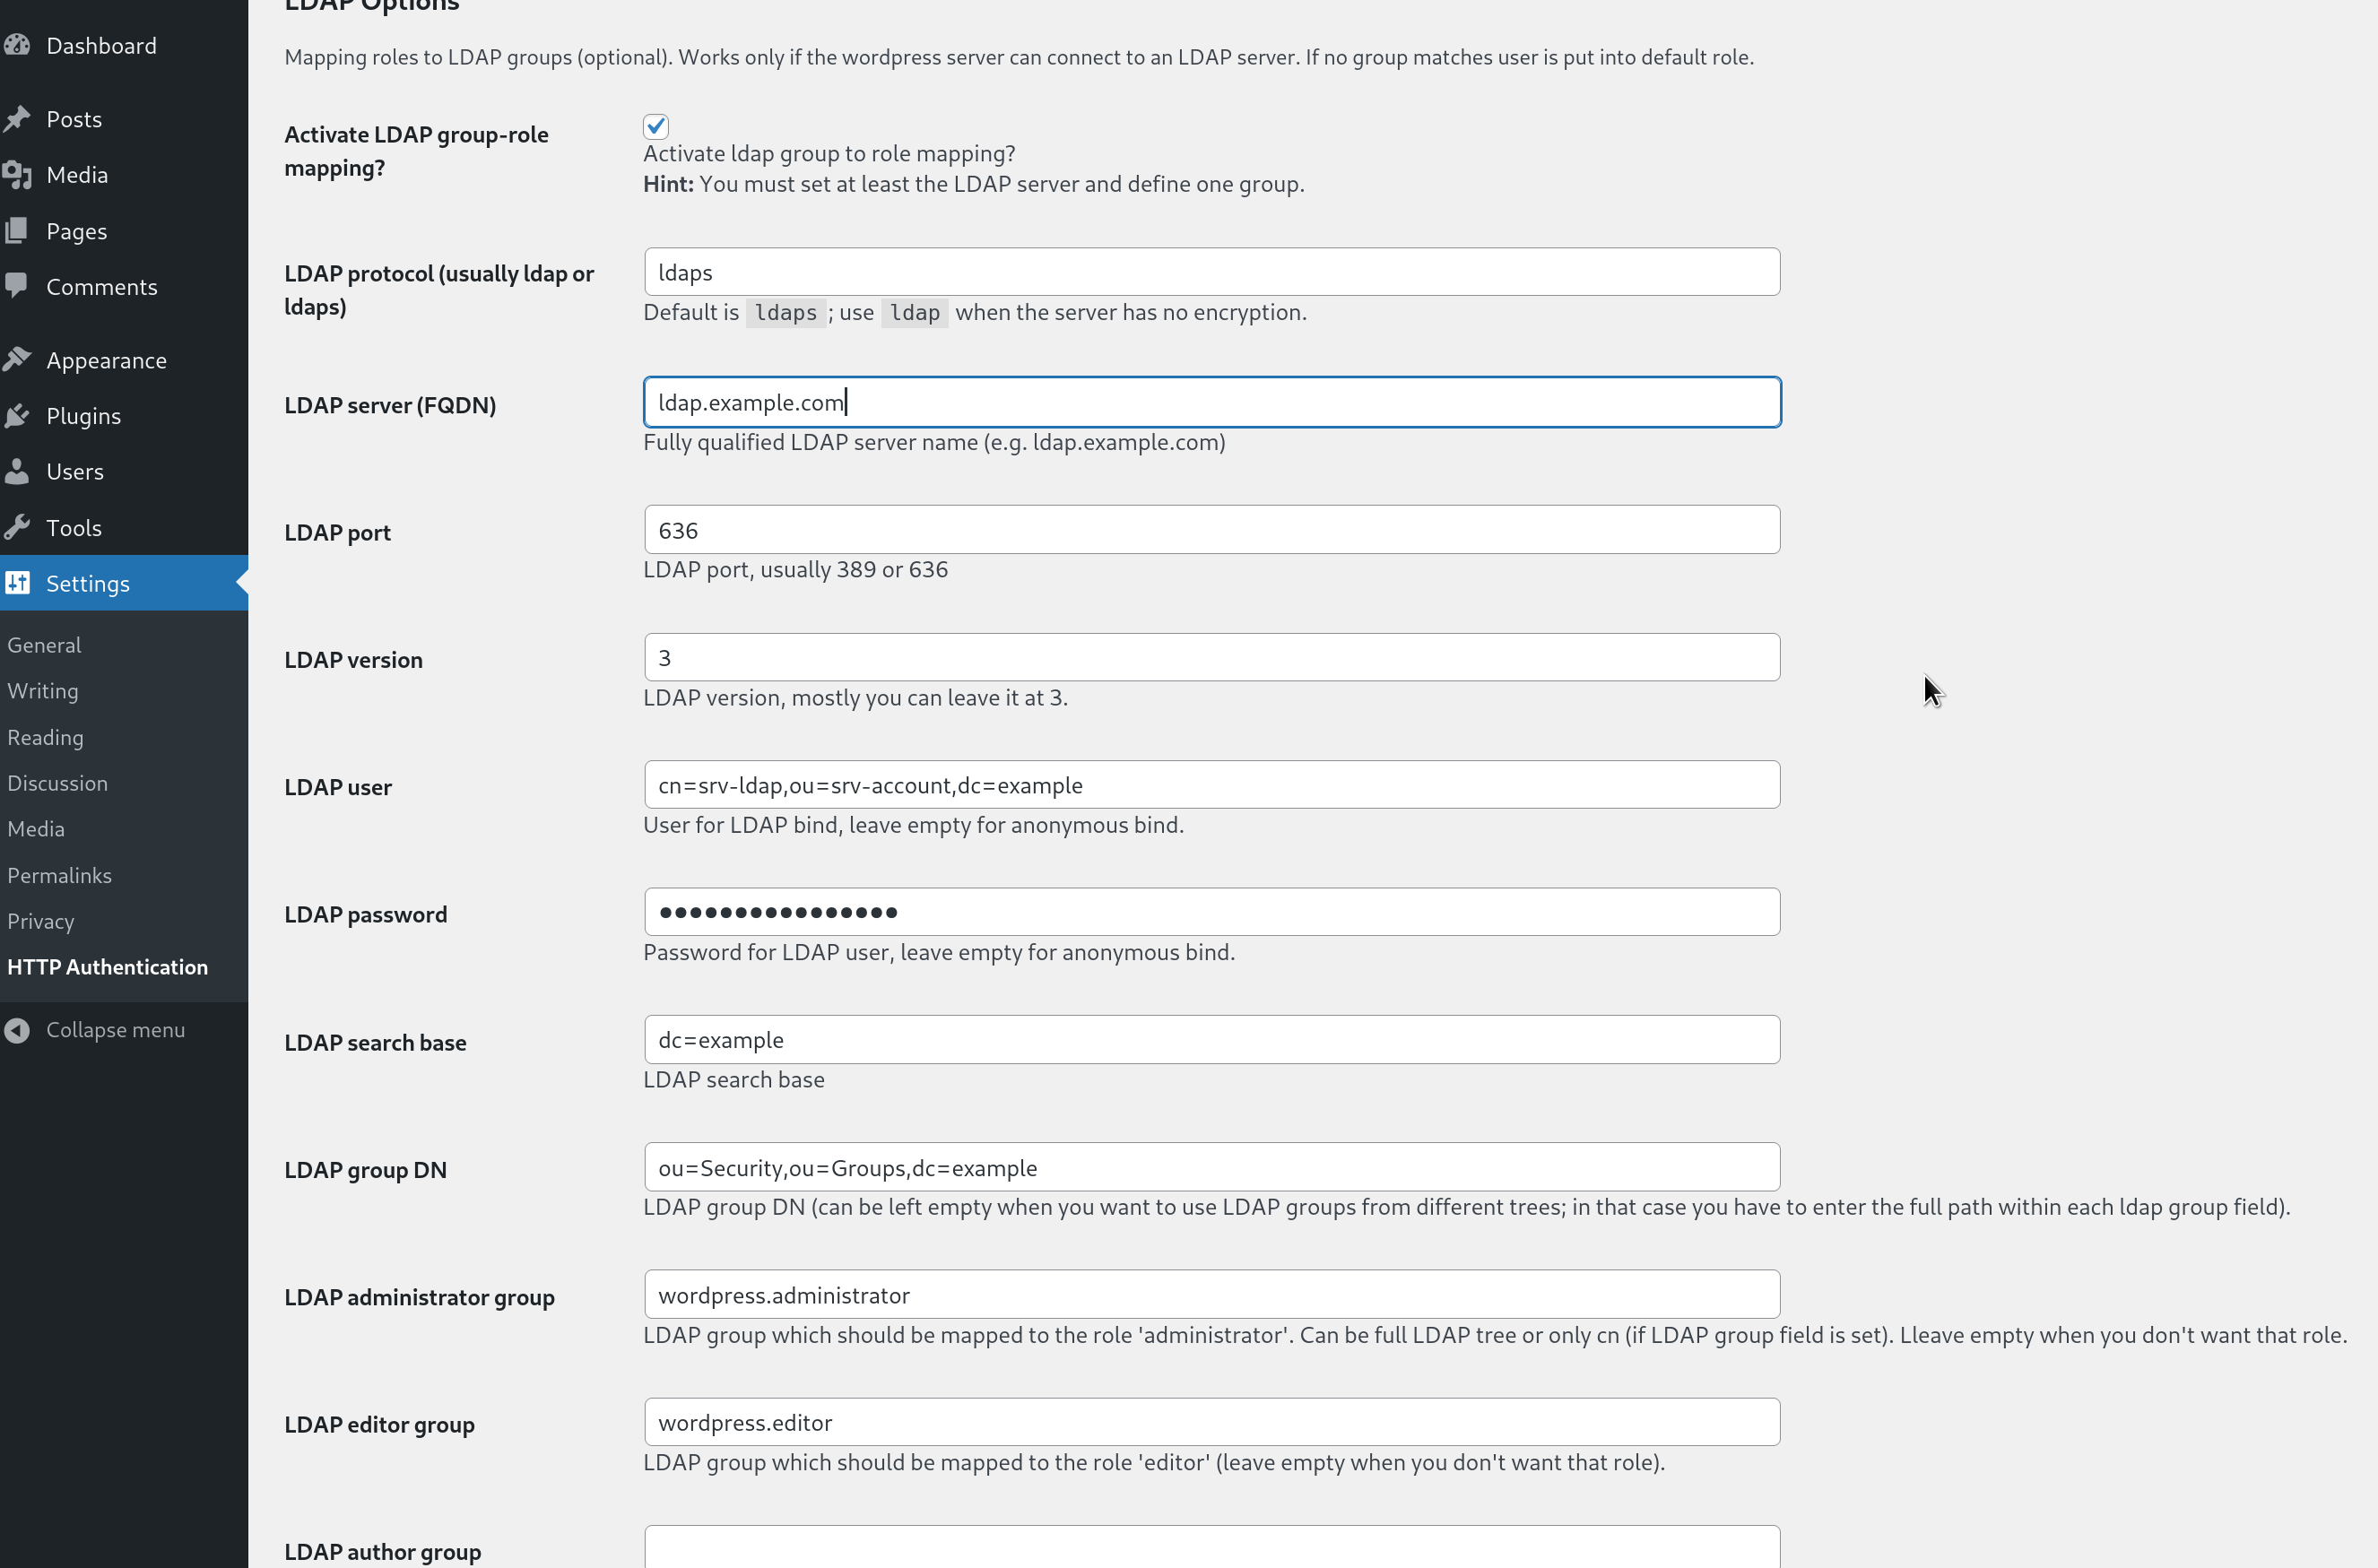 Dashboard
Posts
Media
Pages
Comments
Appearance
Plugins
Users
Tools
Settings
General
Writing
Reading
Discussion
Media
Permalinks
Privacy
HTTP Authentication
Collapse menu
LDAP Options
Mapping roles to LDAP groups (optional). Works only if the wordpress server can connect to an LDAP server. If no group matches user is put into default role.
Activate LDAP group-role
mapping?
Activate ldap group to role mapping?
Hint: You must set at least the LDAP server and define one group.
LDAP protocol (usually ldap or
ldaps)
ldaps
Default is ldaps ; use ldap when the server has no encryption.
LDAP server (FQDN)
ldap.example.com
Fully qualified LDAP server name (e.g. ldap.example.com)
LDAP port
636
LDAP port, usually 389 or 636
LDAP version
3
LDAP version, mostly you can leave it at 3.
LDAP user
cn=srv-ldap,ou=srv-account,dc=example
User for LDAP bind, leave empty for anonymous bind.
LDAP password
••••••••••••••••
Password for LDAP user, leave empty for anonymous bind.
LDAP search base
dc=example
LDAP search base
LDAP group DN
ou=Security,ou=Groups,dc=example
LDAP group DN (can be left empty when you want to use LDAP groups from different trees; in that case you have to enter the full path within each ldap group field).
LDAP administrator group
wordpress.administrator
LDAP group which should be mapped to the role 'administrator'. Can be full LDAP tree or only cn (if LDAP group field is set). Lleave empty when you don't want that role.
LDAP editor group
wordpress.editor
LDAP group which should be mapped to the role 'editor' (leave empty when you don't want that role).
LDAP author group